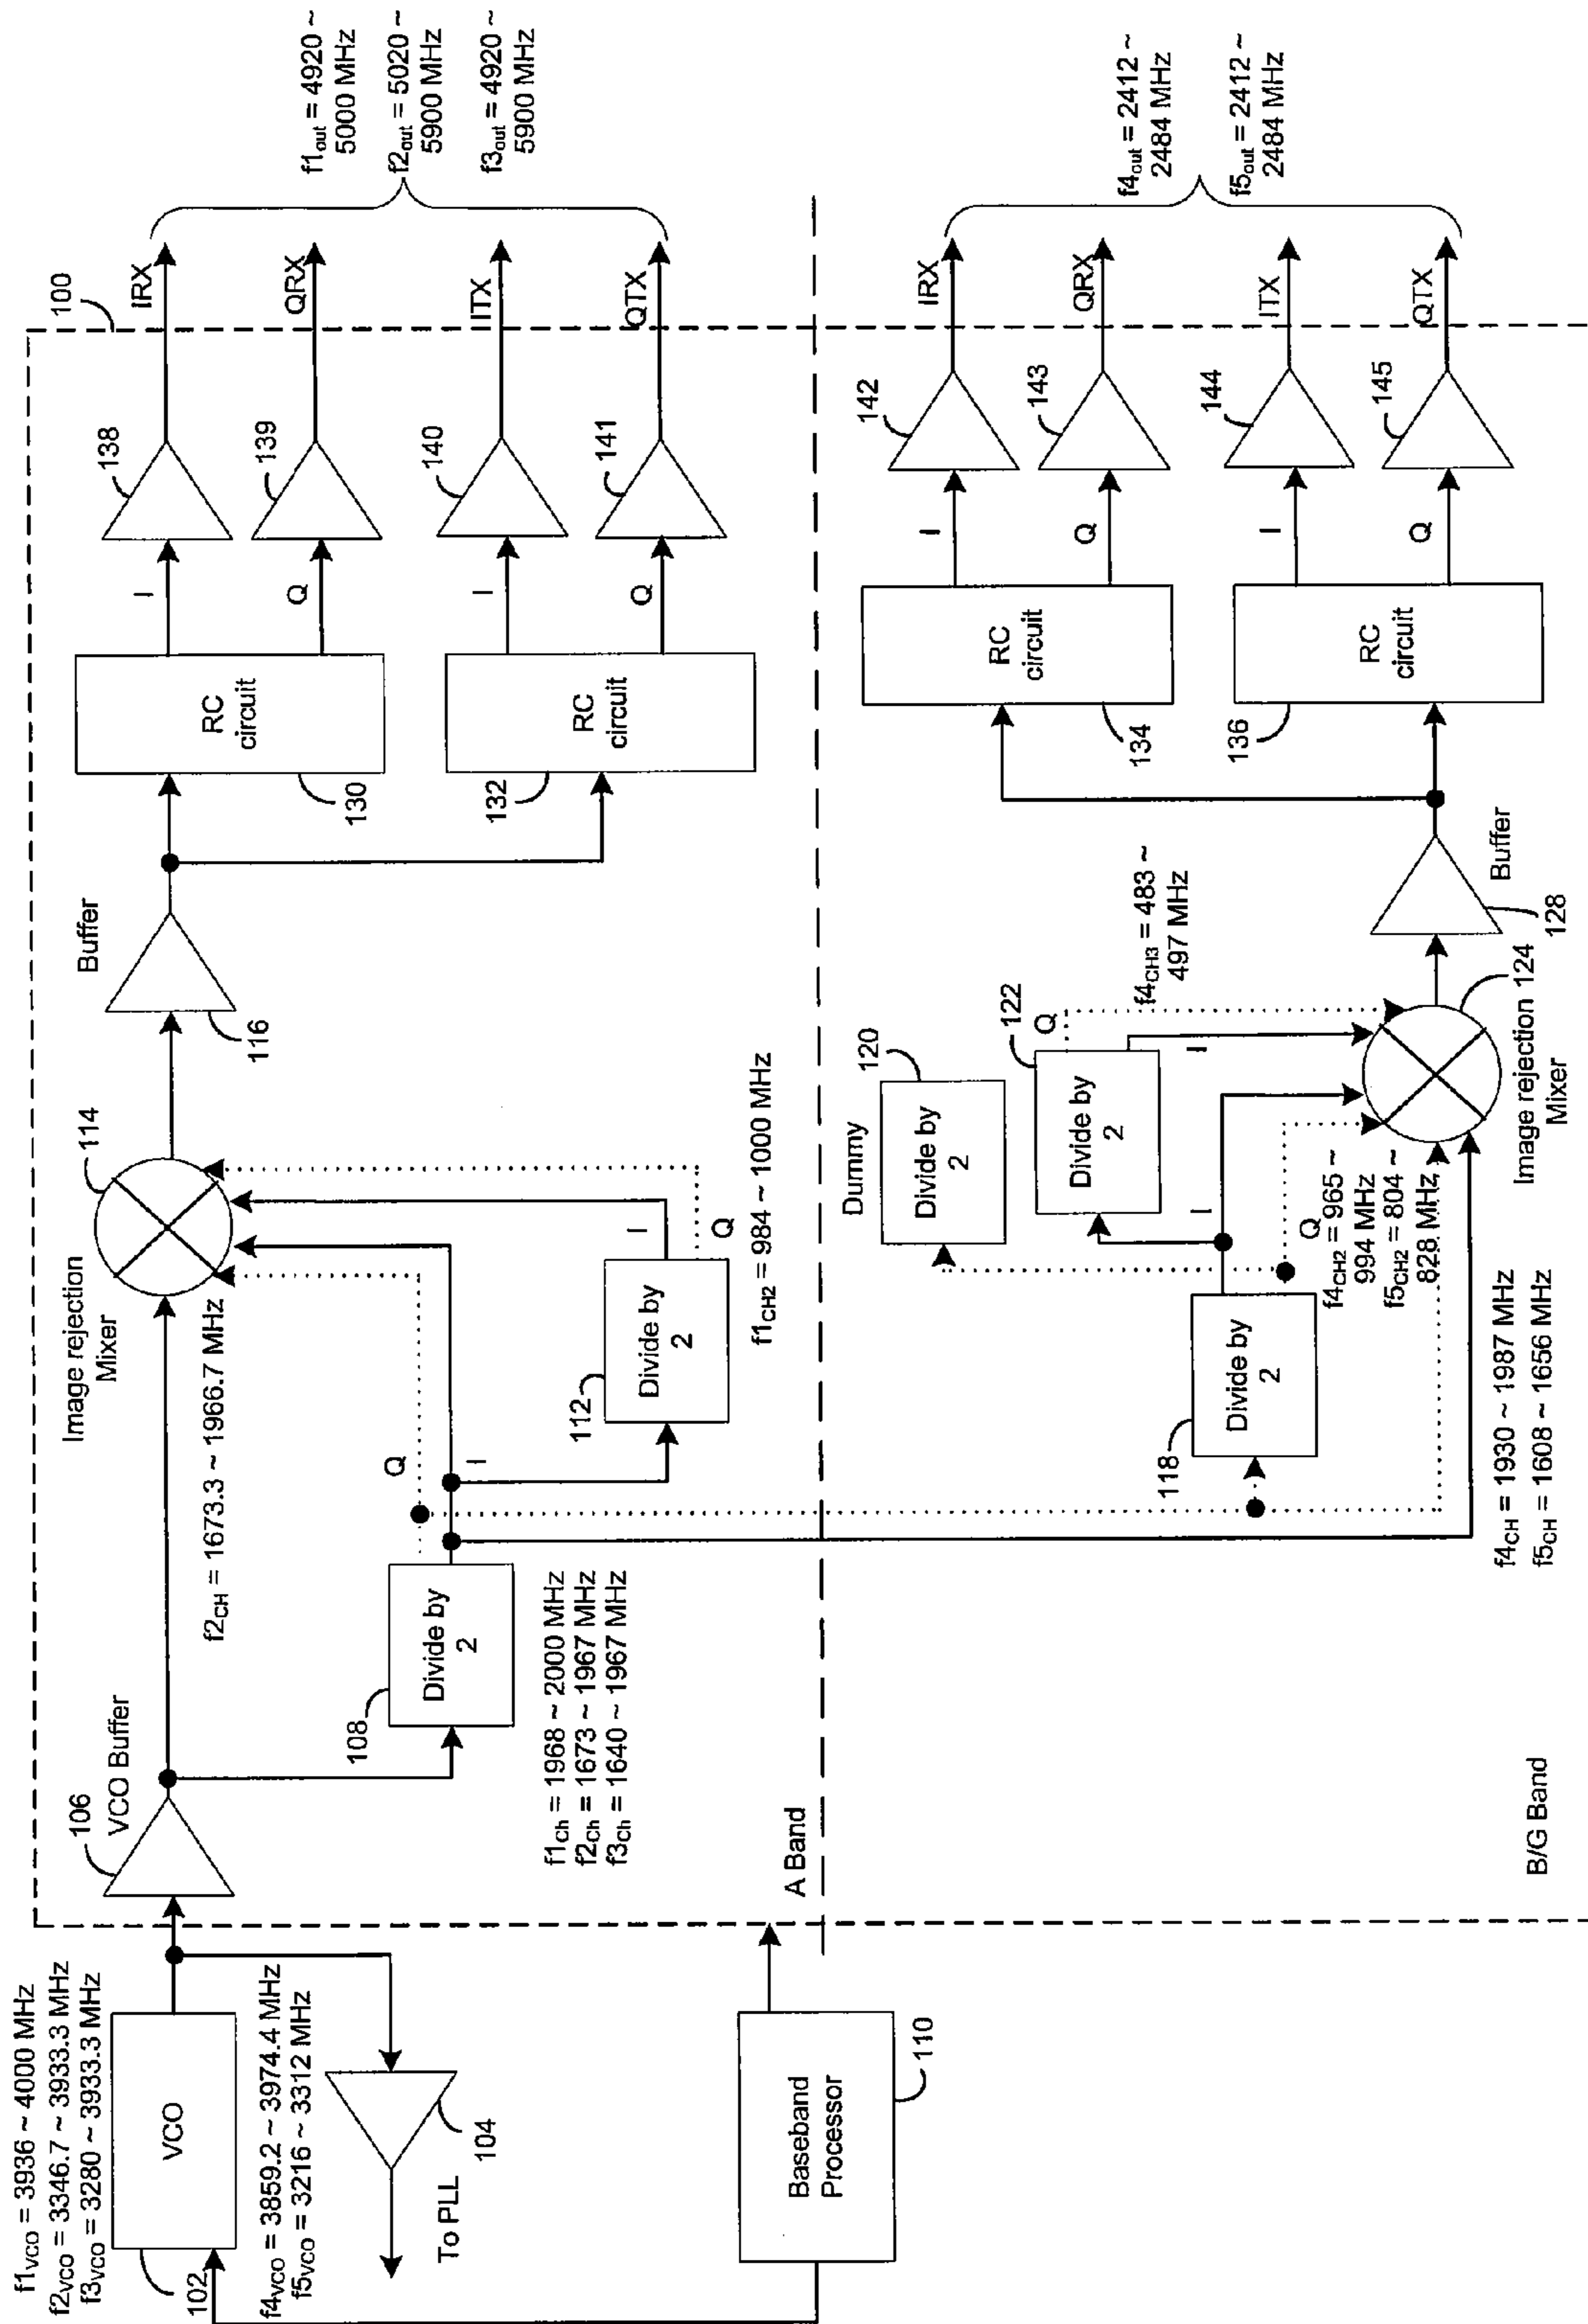 f1VCO = 3936 ~ 4000 MHz
f2VCO = 3346.7 ~ 3933.3 MHz
f3VCO = 3280 ~ 3933.3 MHz
VCO
102
f4VCO = 3859.2 ~ 3974.4 MHz
f5VCO = 3216 ~ 3312 MHz
104
To PLL
Baseband
Processor
110
106
VCO Buffer
108
Divide by
2
f1Ch = 1968 ~ 2000 MHz
f2Ch = 1673 ~ 1967 MHz
f3Ch = 1640 ~ 1967 MHz
A Band
B/G Band
Image rejection
Mixer
114
f2CH = 1673.3 ~ 1966.7 MHz
Q
I
112
Divide by
2
I
Q
f1CH2 = 984 ~ 1000 MHz
Buffer
116
RC
circuit
130
I
Q
RC
circuit
132
I
Q
138
139
140
141
100
IRX
QRX
ITX
QTX
f1out = 4920 ~
5000 MHz
f2out = 5020 ~
5900 MHz
f3out = 4920 ~
5900 MHz
118
Divide by
2
I
Q
f4CH2 = 965 ~
994 MHz
f5CH2 = 804 ~
828 MHz
f4CH = 1930 ~ 1987 MHz
f5CH = 1608 ~ 1656 MHz
Dummy
Divide by
2
120
Divide by
2
122
Q
I
f4CH3 = 483 ~
497 MHz
Image rejection
Mixer
124
Buffer
128
RC
circuit
134
I
Q
RC
circuit
136
I
Q
142
143
144
145
IRX
QRX
ITX
QTX
f4out = 2412 ~
2484 MHz
f5out = 2412 ~
2484 MHz